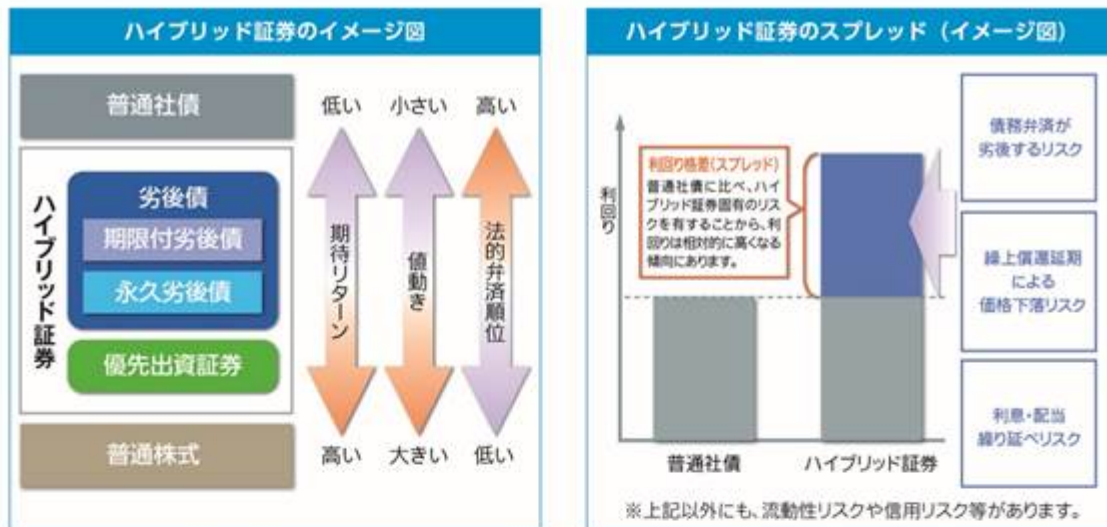 ハイブリッド証券のイメージ図
普通社債
ハイブリッド証券
劣後債
期限付劣後債
永久劣後債
優先出資証券
普通株式
低い 小さい 高い
期待リターン
値動き
法的弁済順位
高い 大きい 低い
ハイブリッド証券のスプレッド（イメージ図）
利回り
利回り格差（スプレッド）
普通社債に比べ、ハイ
ブリッド証券固有のリス
クを有することから、利
回りは相対的に高くなる
傾向にあります。
普通社債
ハイブリッド証券
債務弁済が
劣後するリスク
繰上償還延期
による
価格下落リスク
利息・配当
繰り延べリスク
※上記以外にも、流動性リスクや信用リスク等があります。